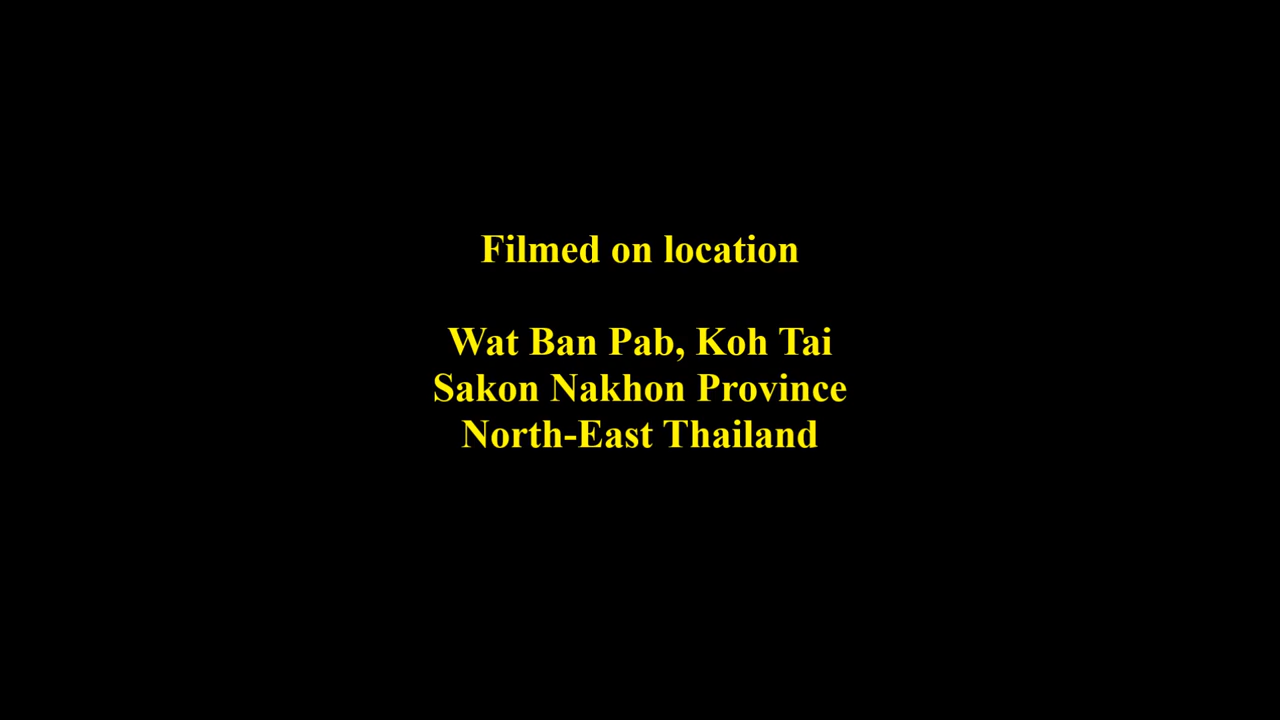 Filmed on location
Wat Ban Pab, Koh Tai
Sakon Nakhon Province
North-East Thailand